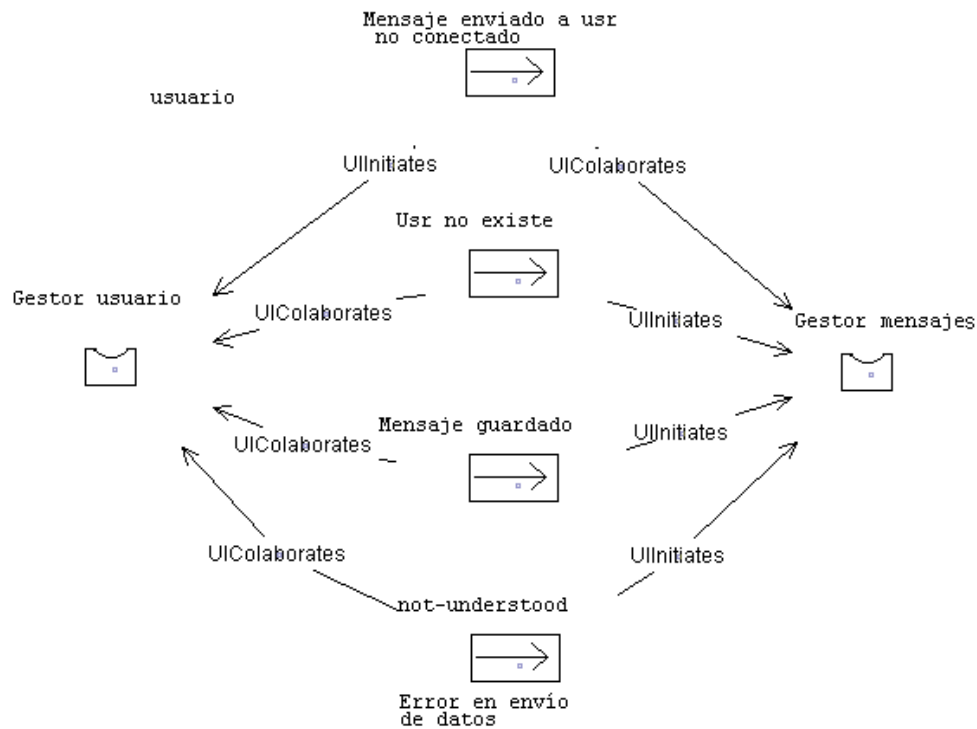 Mensaje enviado a usr
no conectado
usuario
UIInitiates
UIColaborates
Usr no existe
Gestor usuario
UIColaborates
UIInitiates
Gestor mensajes
Mensaje guardado
UIColaborates
UIInitiates
UIColaborates
UIInitiates
not-understood
Error en envío
de datos